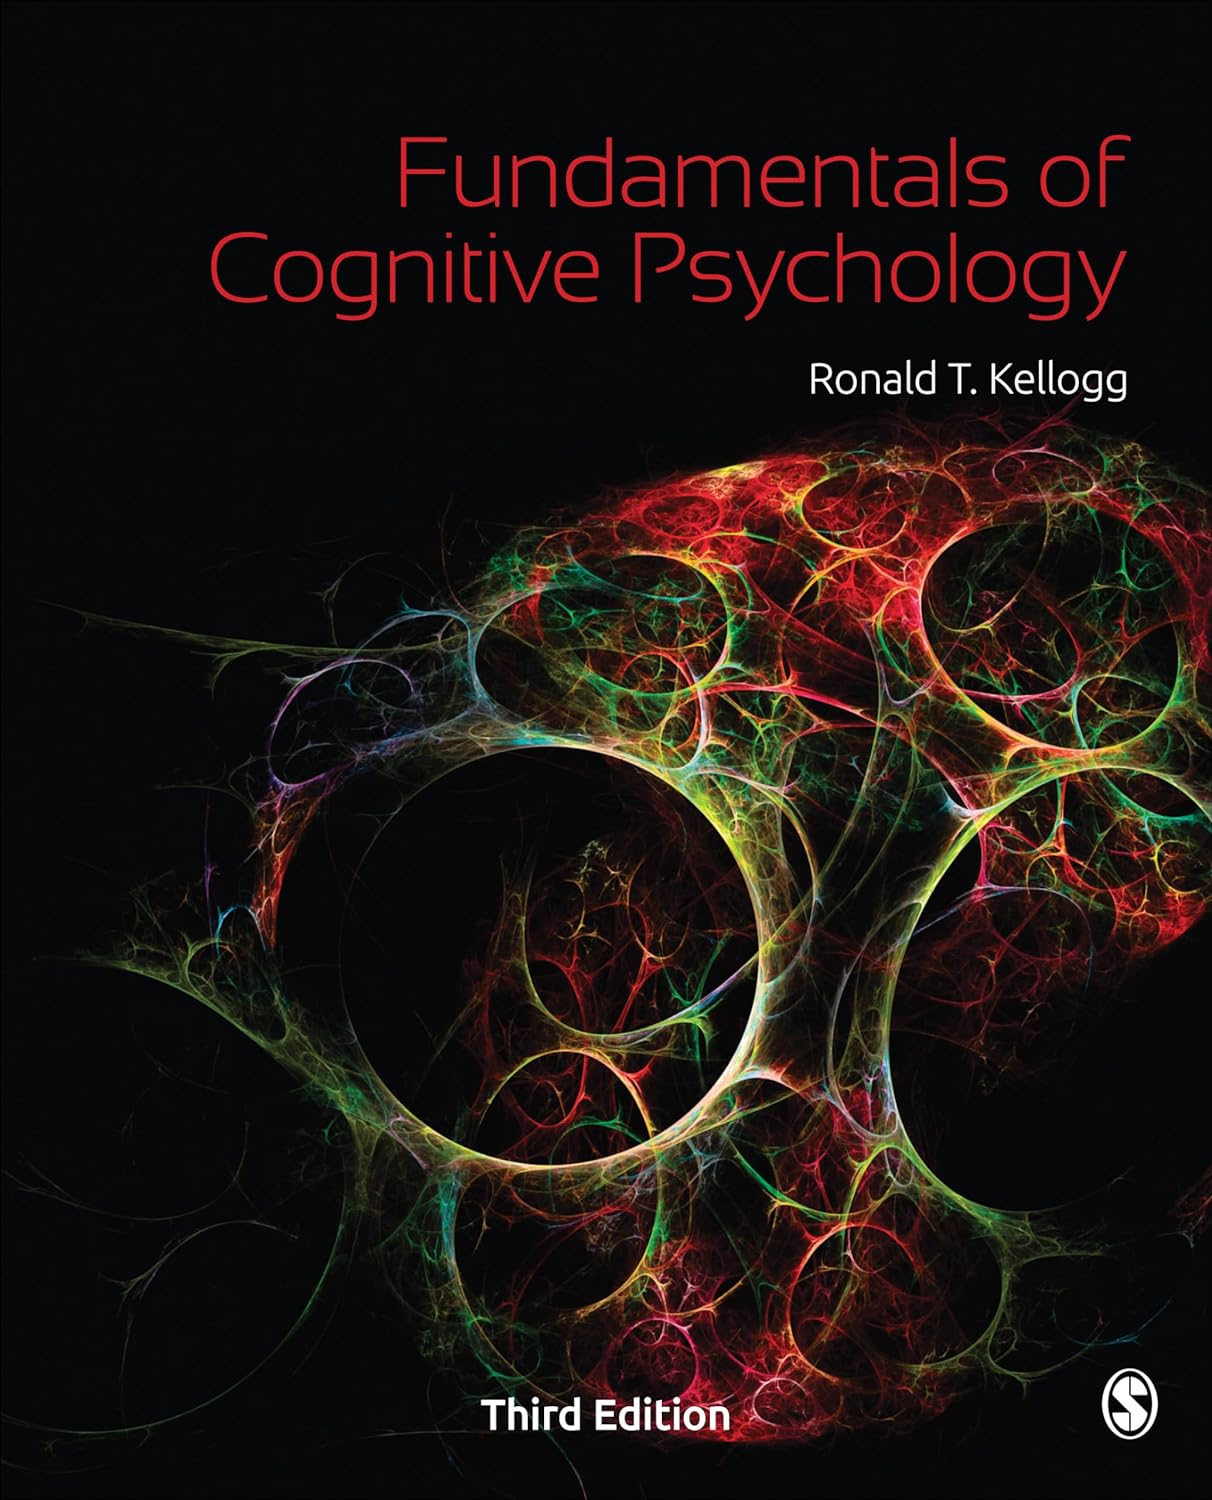 Fundamentals of
Cognitive Psychology
Ronald T. Kellogg
Third Edition
S